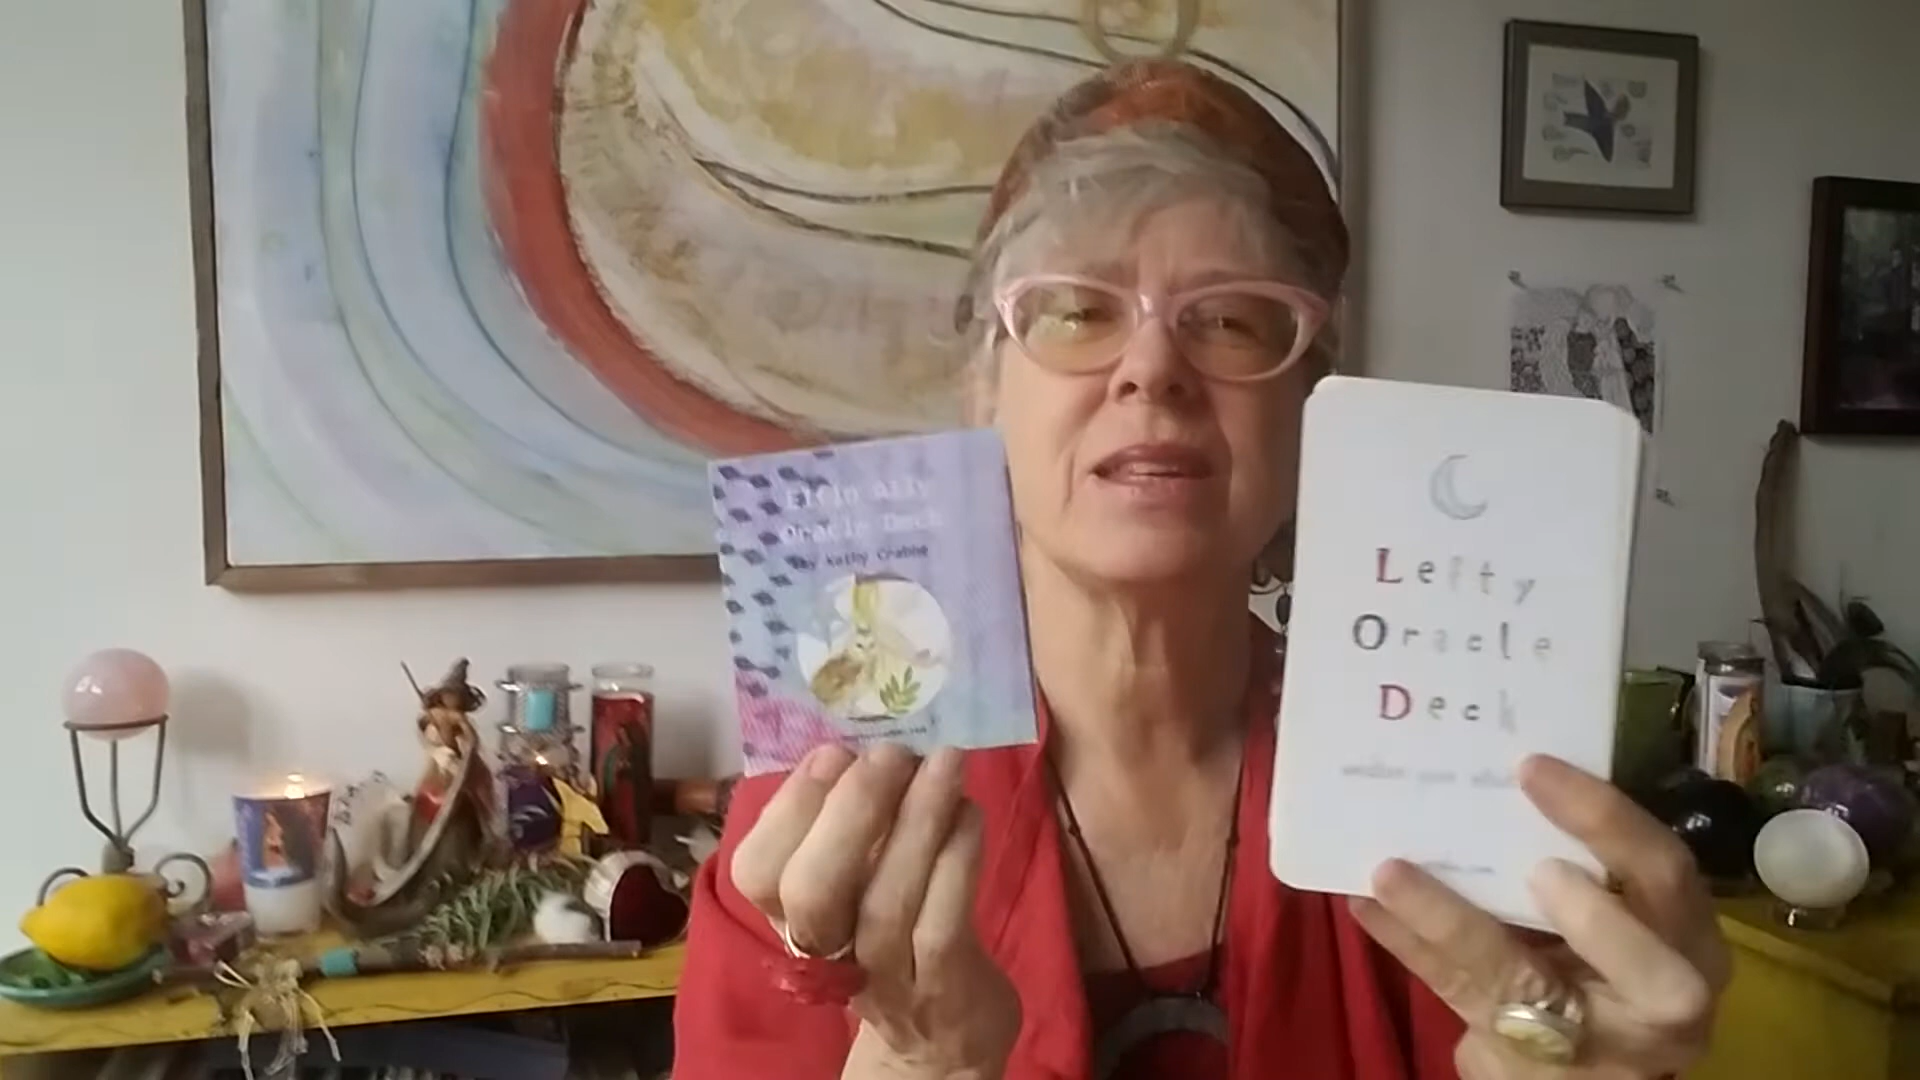 Elfin Ally
Oracle Deck
by Kathy Crabbe
Lefty
Oracle
Deck